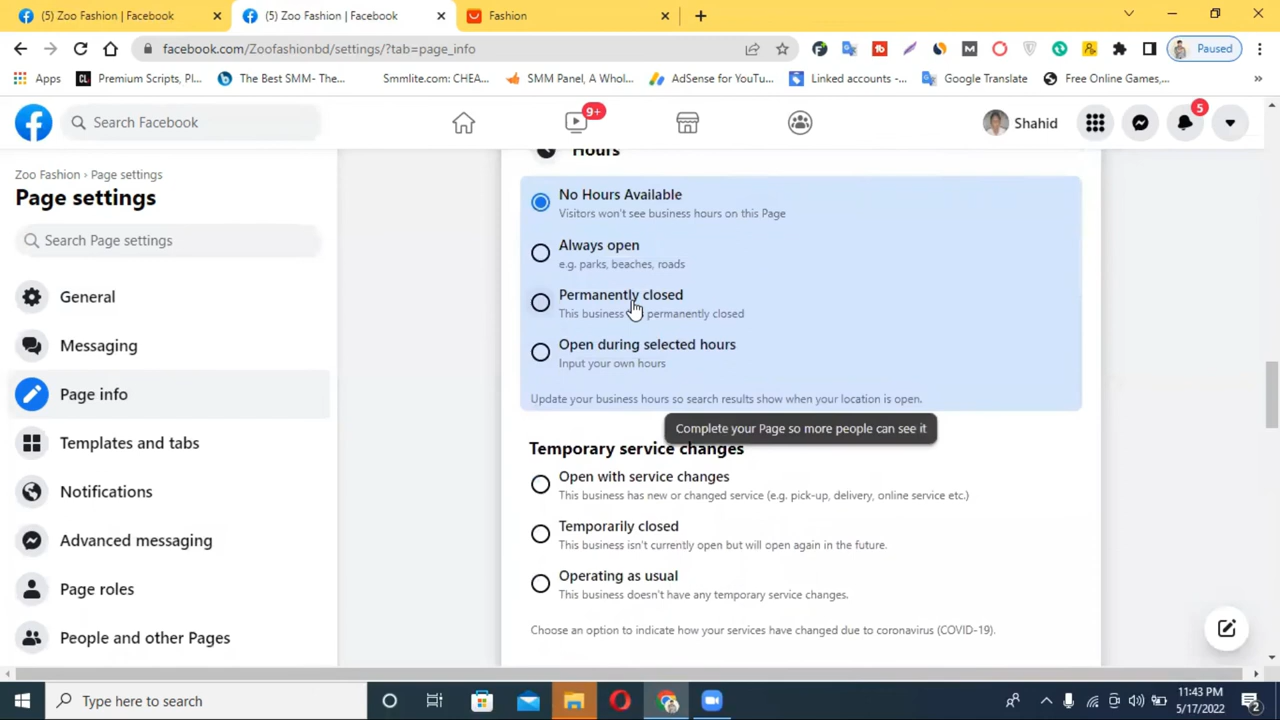 (5) Zoo Fashion | Facebook
(5) Zoo Fashion | Facebook
Fashion
facebook.com/Zoofashionbd/settings/?tab=page_info
Paused
Apps
Premium Scripts, Pl...
The Best SMM- The...
Smmlite.com: CHEA...
SMM Panel, A Whol...
AdSense for YouTu...
Linked accounts -...
Google Translate
Free Online Games,...
Search Facebook
9+
Shahid
5
Zoo Fashion › Page settings
Page settings
Search Page settings
General
Messaging
Page info
Templates and tabs
Notifications
Advanced messaging
Page roles
People and other Pages
Hours
No Hours Available
Visitors won't see business hours on this Page
Always open
e.g. parks, beaches, roads
Permanently closed
This business permanently closed
Open during selected hours
Input your own hours
Update your business hours so search results show when your location is open.
Complete your Page so more people can see it
Temporary service changes
Open with service changes
This business has new or changed service (e.g. pick-up, delivery, online service etc.)
Temporarily closed
This business isn't currently open but will open again in the future.
Operating as usual
This business doesn't have any temporary service changes.
Choose an option to indicate how your services have changed due to coronavirus (COVID-19).
Type here to search
11:43 PM
5/17/2022
2